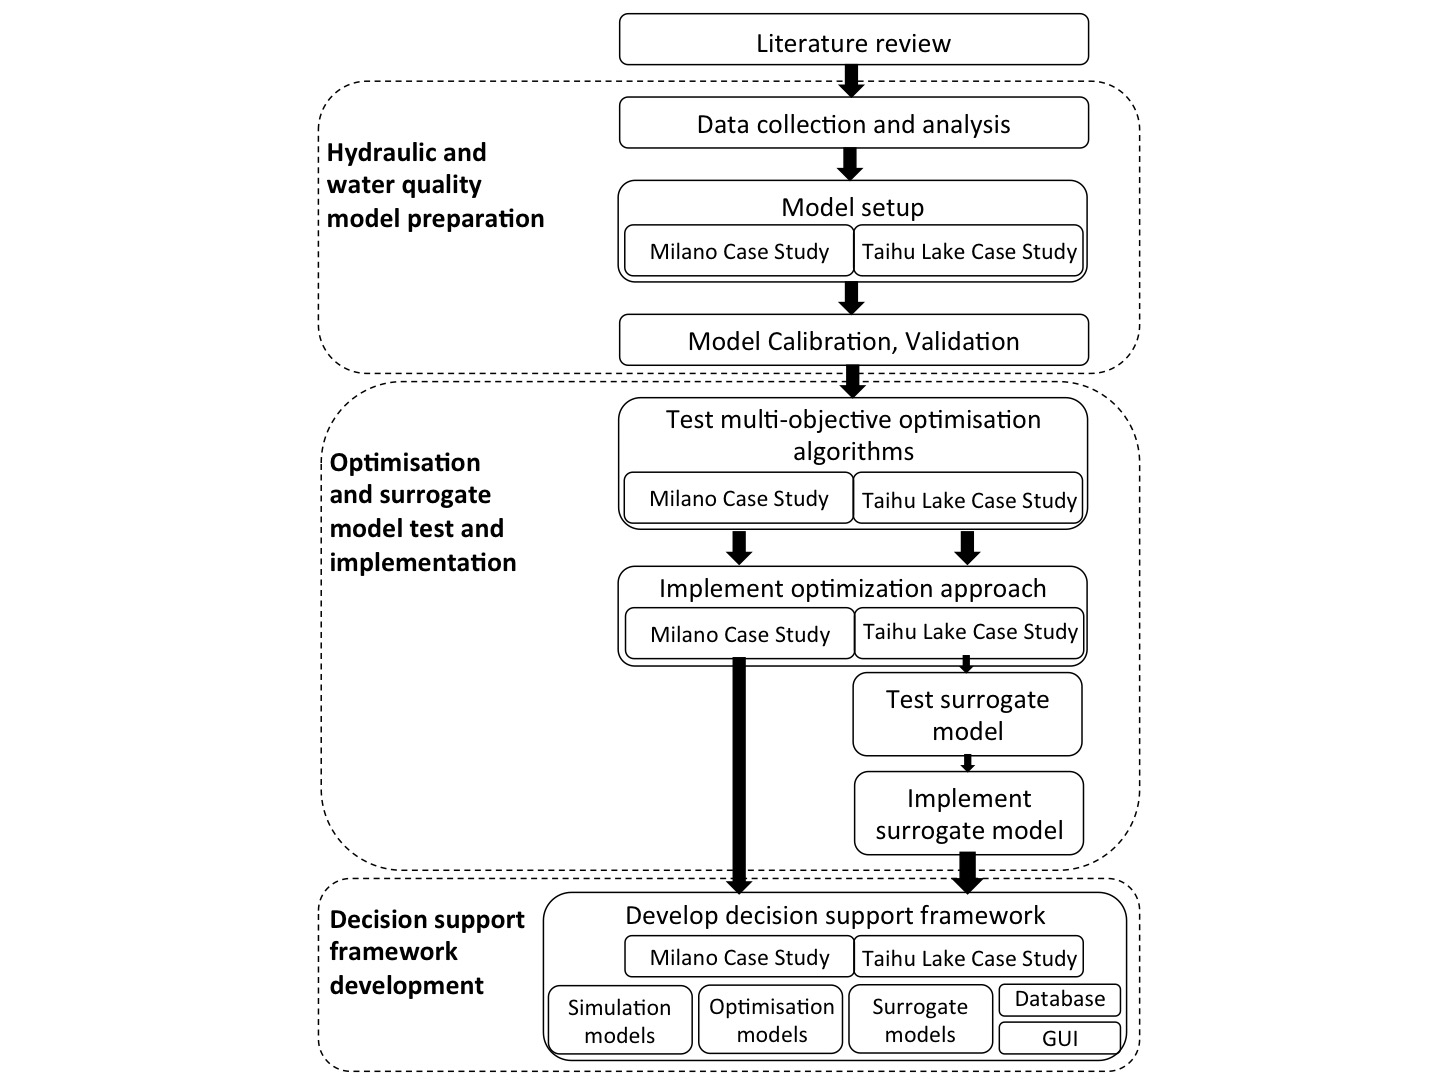 Literature review
Hydraulic and
water quality
model preparation
Data collection and analysis
Model setup
Milano Case Study
Taihu Lake Case Study
Model Calibration, Validation
Optimisation
and surrogate
model test and
implementation
Test multi-objective optimisation
algorithms
Milano Case Study
Taihu Lake Case Study
Implement optimization approach
Milano Case Study
Taihu Lake Case Study
Test surrogate
model
Implement
surrogate model
Decision support
framework
development
Develop decision support framework
Milano Case Study
Taihu Lake Case Study
Simulation
models
Optimisation
models
Surrogate
models
Database
GUI